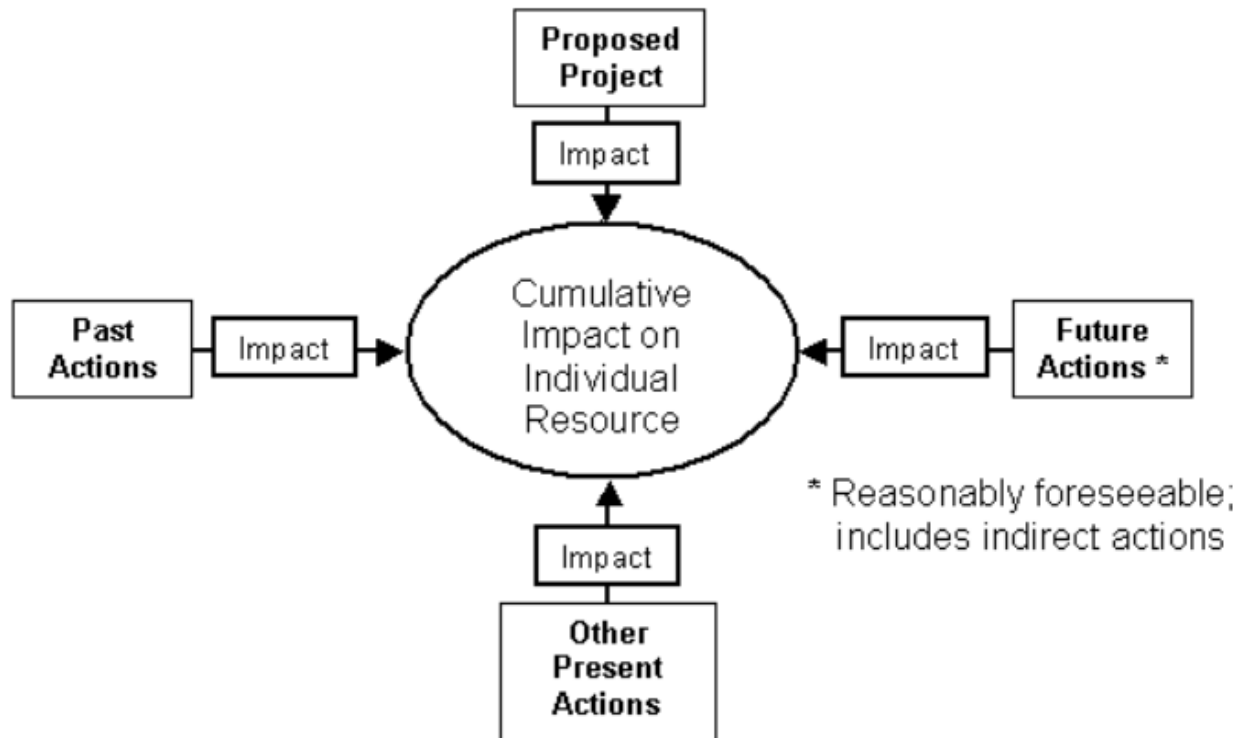 Proposed
Project
Impact
Cumulative
Impact on
Individual
Resource
Past
Actions
Impact
Impact
Future
Actions *
* Reasonably foreseeable;
includes indirect actions
Impact
Other
Present
Actions